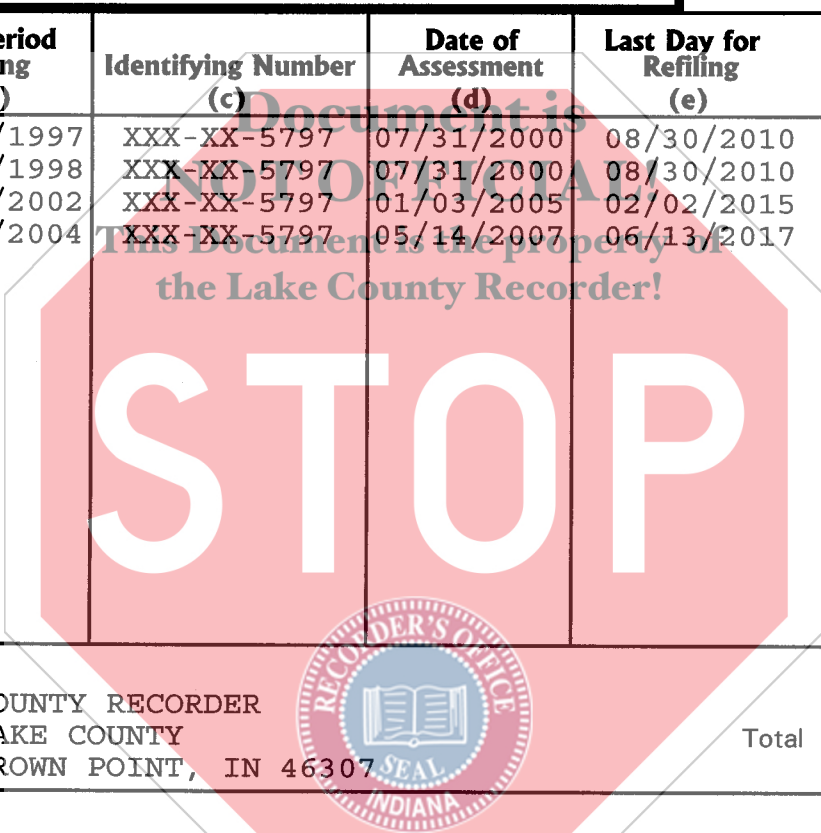 eriod
ng
)
Identifying Number
(c)
Date of
Assessment
(d)
Last Day for
Refiling
(e)
/1997 XXX-XX-5797 07/31/2000 08/30/2010
/1998 XXX-XX-5797 07/31/2000 08/30/2010
/2002 XXX-XX-5797 01/03/2005 02/02/2015
/2004 XXX-XX-5797 05/14/2007 06/13/2017
Document is
NOT OFFICIAL!
This Document is the property of
the Lake County Recorder!
STOP
RECORDER'S OFFICE
SEAL
INDIANA
OUNTY RECORDER
AKE COUNTY
ROWN POINT, IN 46307
Total